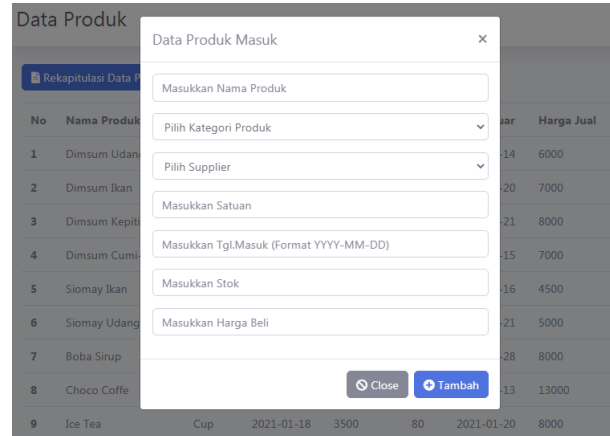 Data Produk
Data Produk Masuk ×
Rekapitulasi Data P
Masukkan Nama Produk
No Nama Produk uar Harga Jual
Pilih Kategori Produk
1 Dimsum Udan -14 6000
Pilih Supplier
2 Dimsum Ikan -20 7000
Masukkan Satuan
3 Dimsum Kepiti -21 8000
Masukkan Tgl.Masuk (Format YYYY-MM-DD)
4 Dimsum Cumi- -15 7000
Masukkan Stok
5 Siomay Ikan -16 4500
Masukkan Harga Beli
6 Siomay Udang -21 5000
7 Boba Sirup -28 8000
Close Tambah
8 Choco Coffe -13 13000
9 Ice Tea Cup 2021-01-18 3500 80 2021-01-20 8000